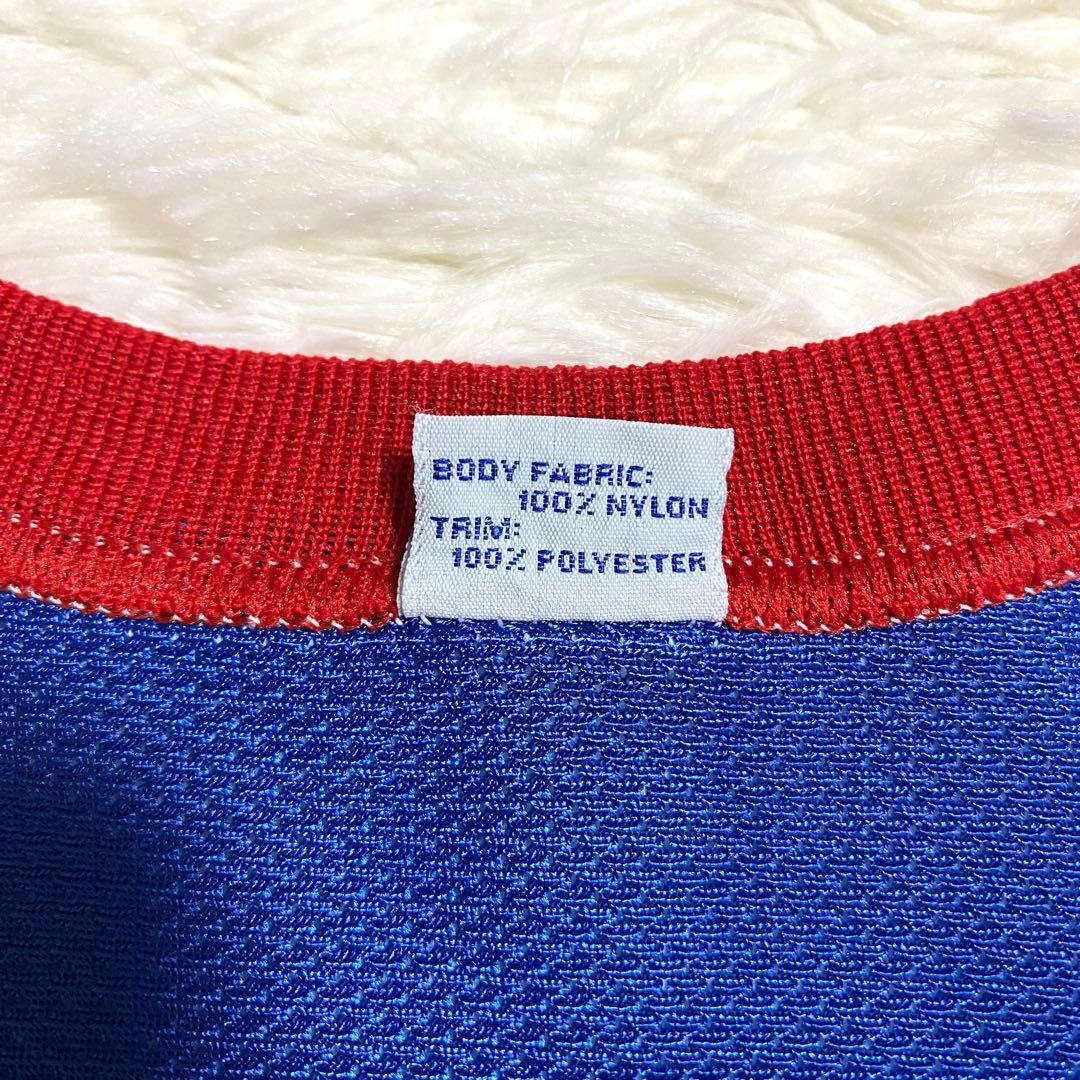 BODY FABRIC:
100% NYLON
TRIM:
100% POLYESTER